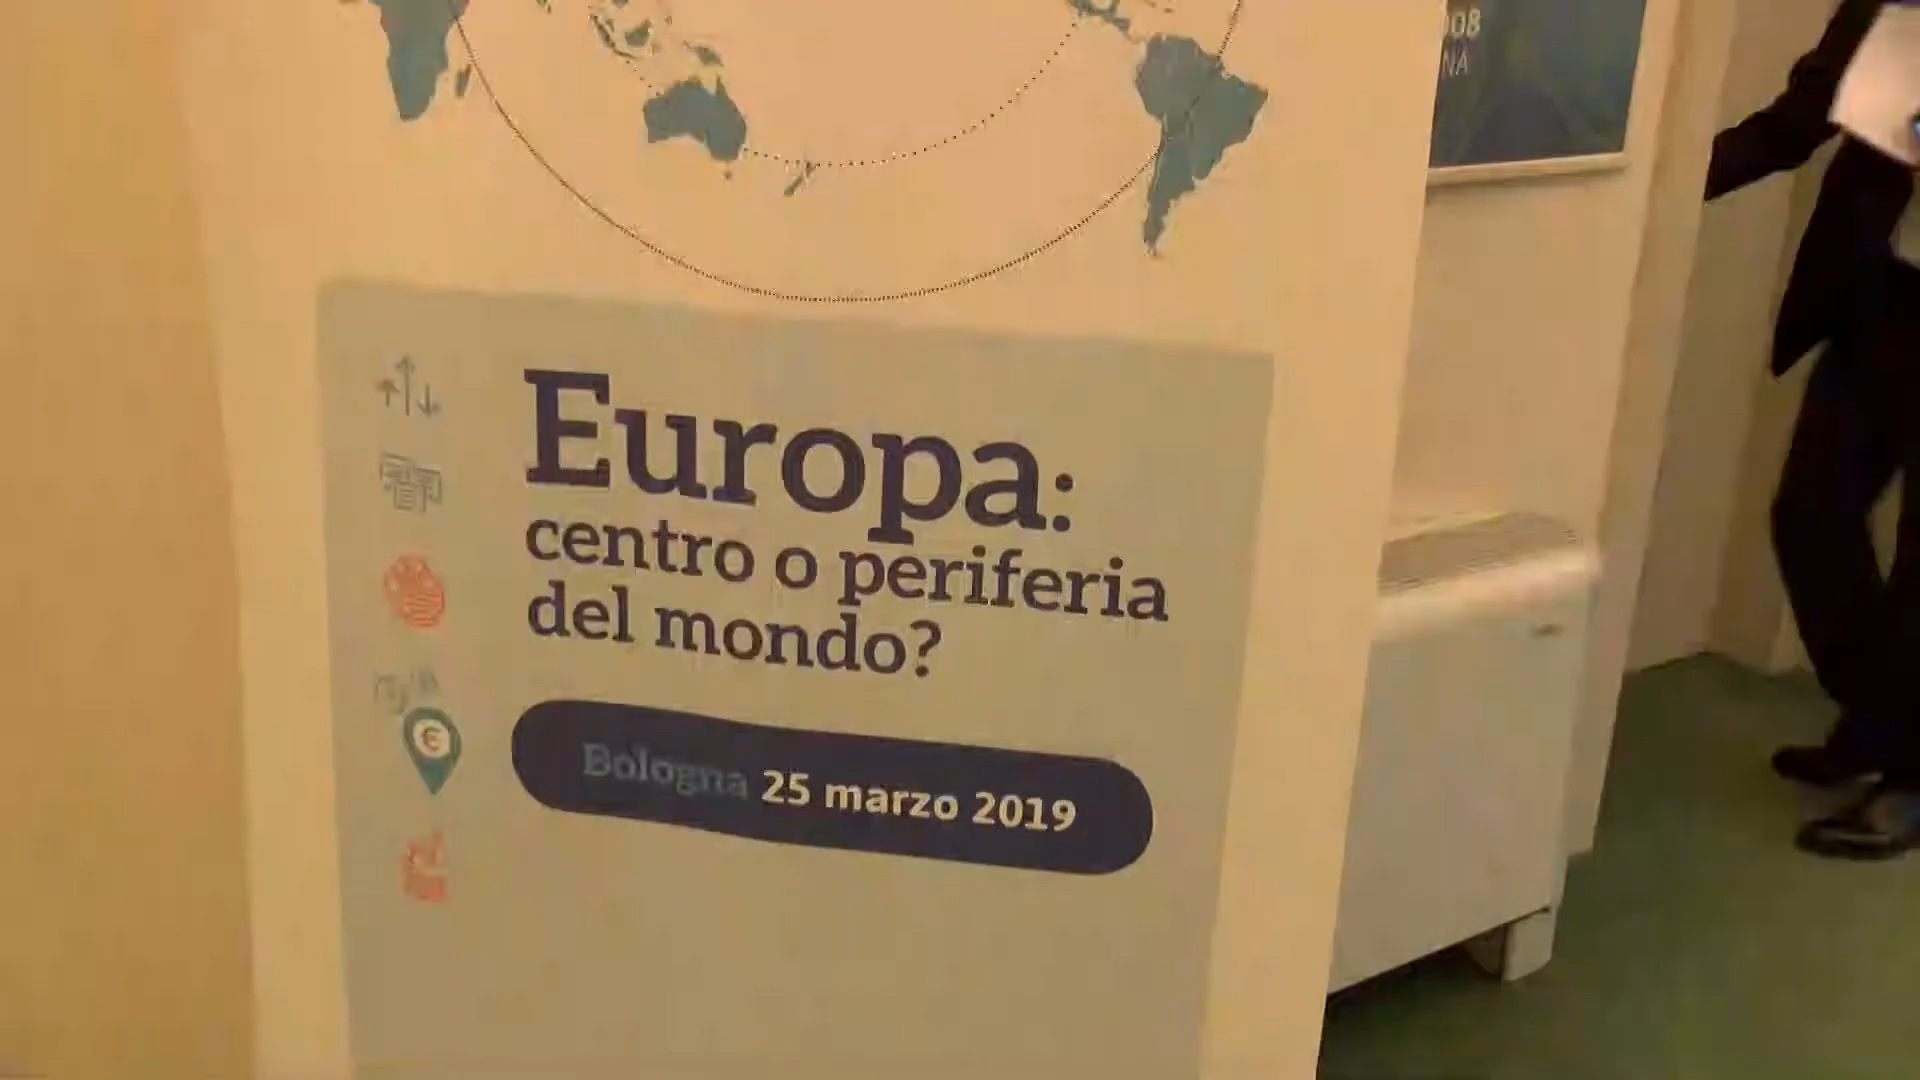 Europa:
centro o periferia
del mondo?
Bologna 25 marzo 2019
€